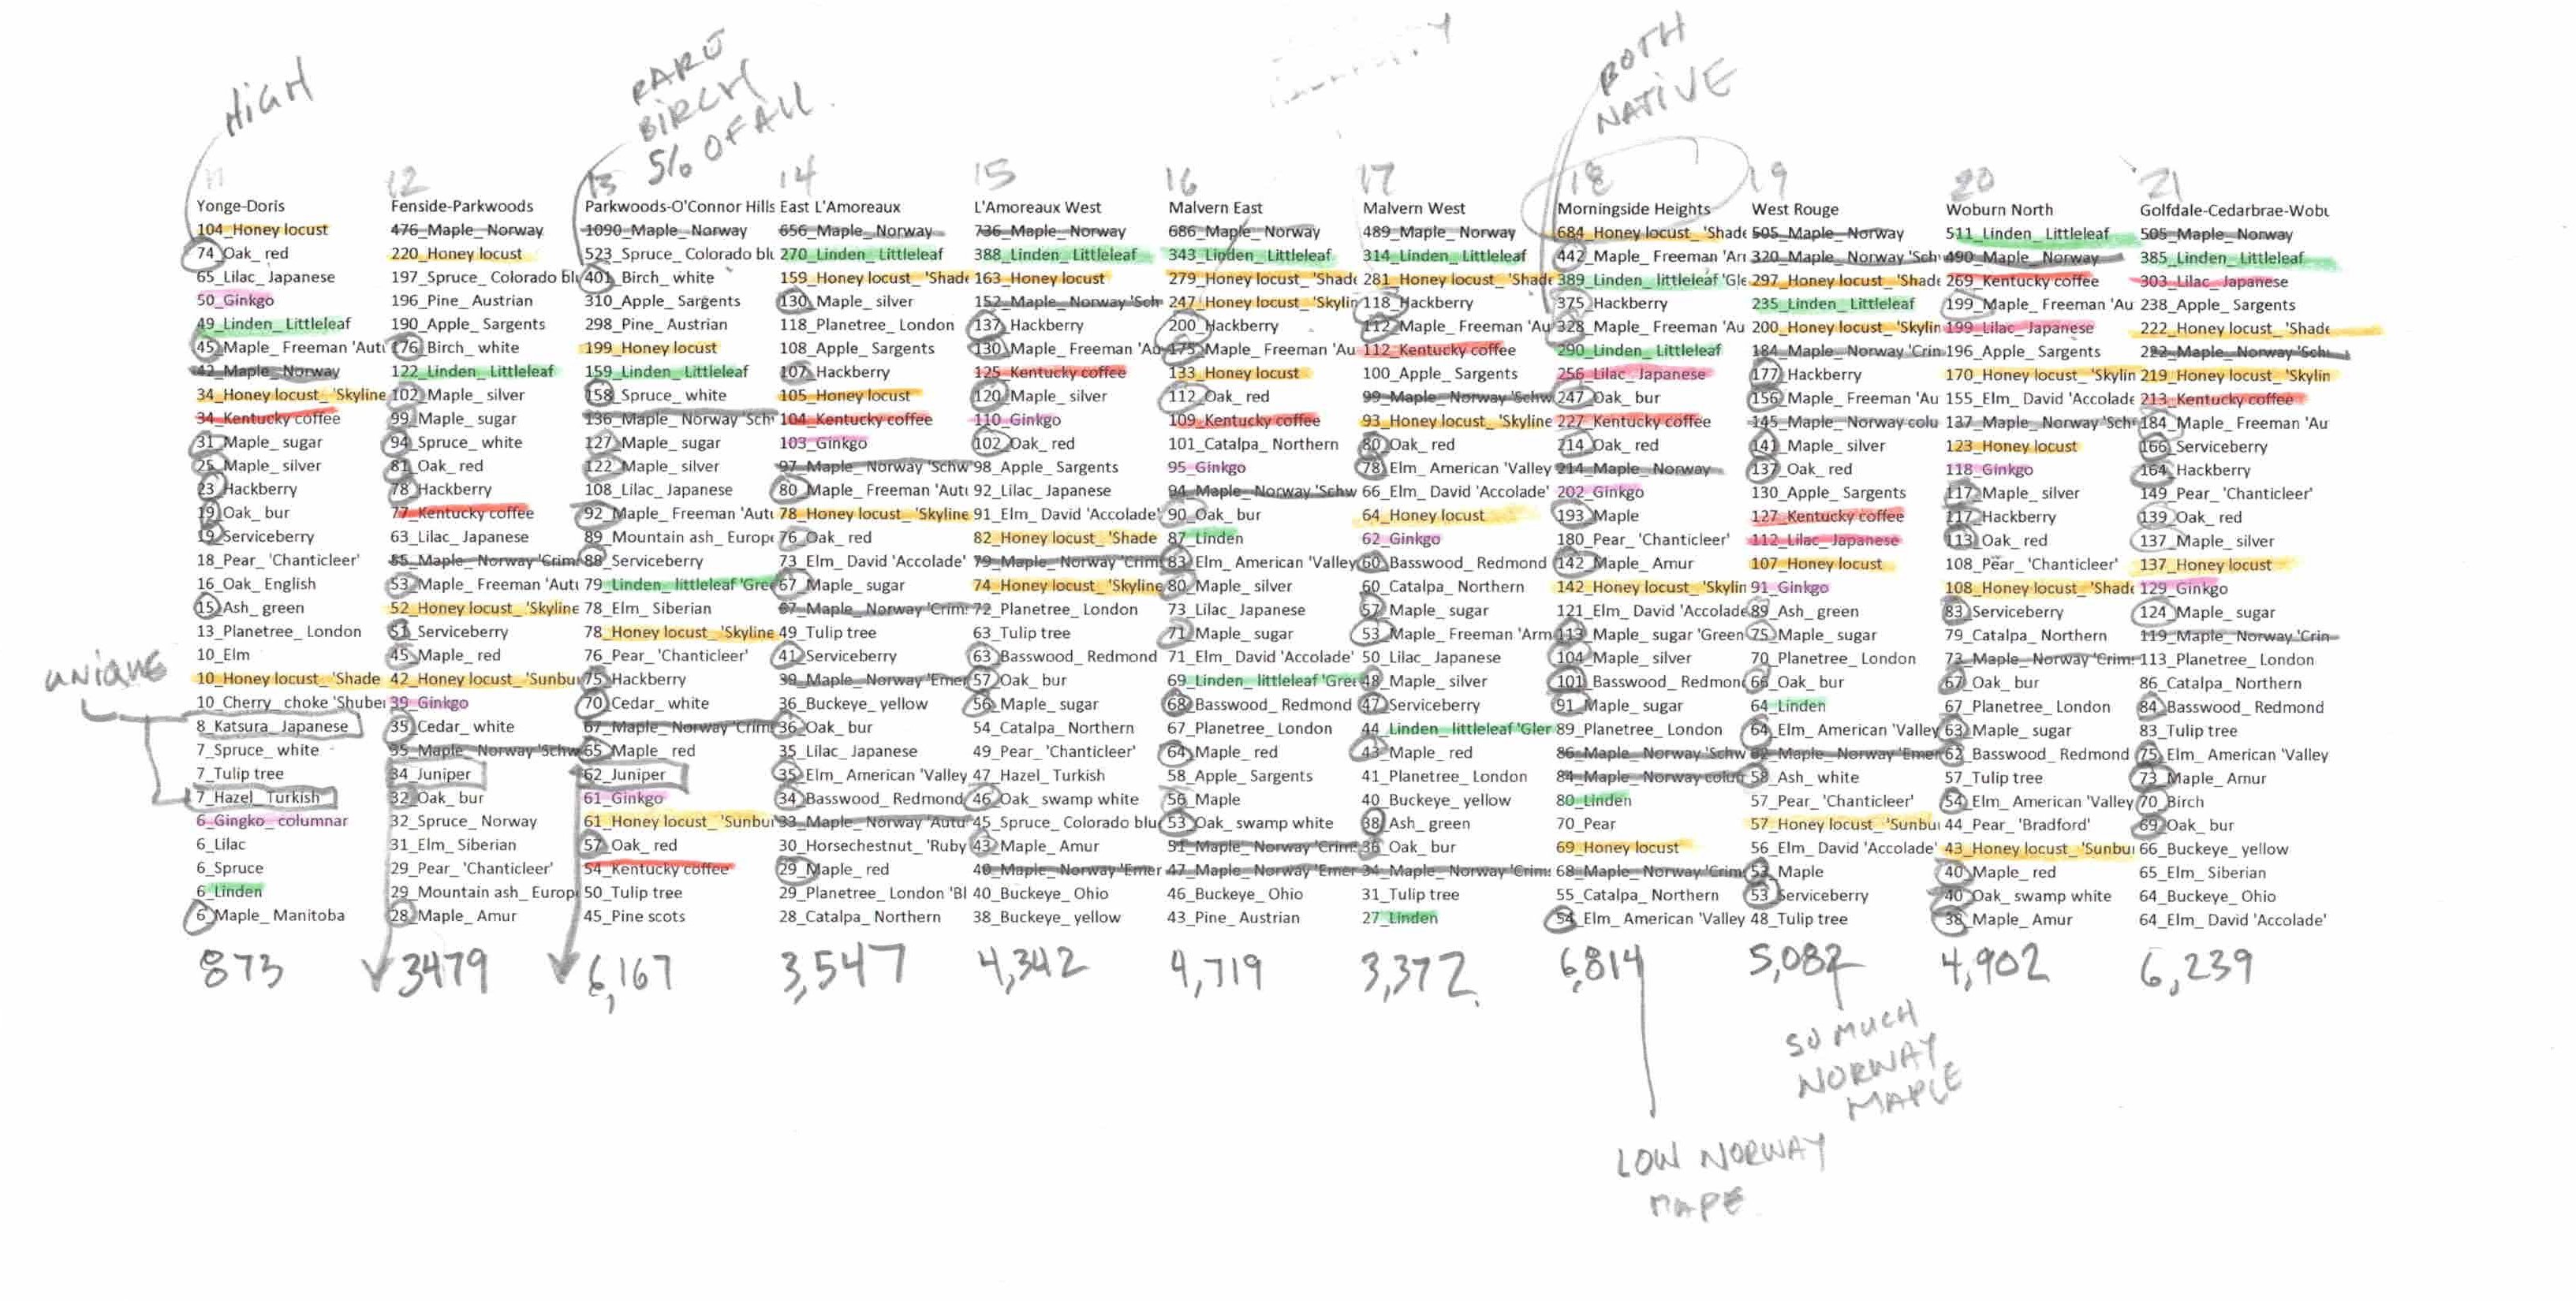 HIGH
RARE
BIRCH
5% OF ALL
BOTH
NATIVE
UNIQUE
11
Yonge-Doris
104_Honey locust
74_Oak_ red
65_Lilac_ Japanese
50_Ginkgo
49_Linden_ Littleleaf
45_Maple_ Freeman 'Aut
42_Maple_ Norway
34_Honey locust_ 'Skyline
34_Kentucky coffee
31_Maple_ sugar
25_Maple_ silver
23_Hackberry
19_Oak_ bur
19_Serviceberry
18_Pear_ 'Chanticleer'
16_Oak_ English
15_Ash_ green
13_Planetree_ London
10_Elm
10_Honey locust_ 'Shade
10_Cherry_ choke 'Shuber
8_Katsura_ Japanese
7_Spruce_ white
7_Tulip tree
7_Hazel_ Turkish
6_Gingko_ columnar
6_Lilac
6_Spruce
6_Linden
6_Maple_ Manitoba
873
12
Fenside-Parkwoods
476_Maple_ Norway
220_Honey locust
197_Spruce_ Colorado blu
196_Pine_ Austrian
190_Apple_ Sargents
176_Birch_ white
122_Linden_ Littleleaf
102_Maple_ silver
99_Maple_ sugar
94_Spruce_ white
81_Oak_ red
78_Hackberry
77_Kentucky coffee
63_Lilac_ Japanese
55_Maple_ Norway 'Crim
53_Maple_ Freeman 'Aut
52_Honey locust_ 'Skyline
51_Serviceberry
45_Maple_ red
42_Honey locust_ 'Sunbu
39_Ginkgo
35_Cedar_ white
35_Maple_ Norway 'Schw
34_Juniper
32_Oak_ bur
32_Spruce_ Norway
31_Elm_ Siberian
29_Pear_ 'Chanticleer'
29_Mountain ash_ Europ
28_Maple_ Amur
3479
13
Parkwoods-O'Connor Hills
1090_Maple_ Norway
523_Spruce_ Colorado blu
401_Birch_ white
310_Apple_ Sargents
298_Pine_ Austrian
199_Honey locust
159_Linden_ Littleleaf
158_Spruce_ white
136_Maple_ Norway 'Sch
127_Maple_ sugar
122_Maple_ silver
108_Lilac_ Japanese
92_Maple_ Freeman 'Aut
89_Mountain ash_ Europ
88_Serviceberry
79_Linden_ littleleaf 'Gree
78_Elm_ Siberian
78_Honey locust_ 'Skyline
76_Pear_ 'Chanticleer'
75_Hackberry
70_Cedar_ white
67_Maple_ Norway 'Crim
65_Maple_ red
62_Juniper
61_Ginkgo
61_Honey locust_ 'Sunbu
57_Oak_ red
54_Kentucky coffee
50_Tulip tree
45_Pine scots
6,167
14
East L'Amoreaux
656_Maple_ Norway
270_Linden_ Littleleaf
159_Honey locust_ 'Shade
130_Maple_ silver
118_Planetree_ London
108_Apple_ Sargents
107_Hackberry
105_Honey locust
104_Kentucky coffee
103_Ginkgo
97_Maple_ Norway 'Schw
80_Maple_ Freeman 'Aut
78_Honey locust_ 'Skyline
76_Oak_ red
73_Elm_ David 'Accolade'
67_Maple_ sugar
67_Maple_ Norway 'Crim
49_Tulip tree
41_Serviceberry
39_Maple_ Norway 'Emer
36_Buckeye_ yellow
36_Oak_ bur
35_Lilac_ Japanese
35_Elm_ American 'Valley
34_Basswood_ Redmond
33_Maple_ Norway 'Autu
30_Horsechestnut_ 'Ruby
29_Maple_ red
29_Planetree_ London 'Bl
28_Catalpa_ Northern
3,547
15
L'Amoreaux West
736_Maple_ Norway
388_Linden_ Littleleaf
163_Honey locust
152_Maple_ Norway 'Sch
137_Hackberry
130_Maple_ Freeman 'Au
125_Kentucky coffee
120_Maple_ silver
110_Ginkgo
102_Oak_ red
98_Apple_ Sargents
92_Lilac_ Japanese
91_Elm_ David 'Accolade'
82_Honey locust_ 'Shade
79_Maple_ Norway 'Crim
74_Honey locust_ 'Skyline
72_Planetree_ London
63_Tulip tree
63_Basswood_ Redmond
57_Oak_ bur
56_Maple_ sugar
54_Catalpa_ Northern
49_Pear_ 'Chanticleer'
47_Hazel_ Turkish
46_Oak_ swamp white
45_Spruce_ Colorado blu
43_Maple_ Amur
40_Maple_ Norway 'Emer
40_Buckeye_ Ohio
38_Buckeye_ yellow
4,342
16
Malvern East
686_Maple_ Norway
343_Linden_ Littleleaf
279_Honey locust_ 'Shade
247_Honey locust_ 'Skylin
200_Hackberry
175_Maple_ Freeman 'Au
133_Honey locust
112_Oak_ red
109_Kentucky coffee
101_Catalpa_ Northern
95_Ginkgo
94_Maple_ Norway 'Schw
90_Oak_ bur
87_Linden
83_Elm_ American 'Valley
80_Maple_ silver
73_Lilac_ Japanese
71_Maple_ sugar
71_Elm_ David 'Accolade'
69_Linden_ littleleaf 'Gree
68_Basswood_ Redmond
67_Planetree_ London
64_Maple_ red
58_Apple_ Sargents
56_Maple
53_Oak_ swamp white
51_Maple_ Norway 'Crim
47_Maple_ Norway 'Emer
46_Buckeye_ Ohio
43_Pine_ Austrian
4,719
17
Malvern West
489_Maple_ Norway
314_Linden_ Littleleaf
281_Honey locust_ 'Shade
118_Hackberry
112_Maple_ Freeman 'Au
112_Kentucky coffee
100_Apple_ Sargents
99_Maple_ Norway 'Schw
93_Honey locust_ 'Skyline
80_Oak_ red
78_Elm_ American 'Valley
66_Elm_ David 'Accolade'
64_Honey locust
62_Ginkgo
60_Basswood_ Redmond
60_Catalpa_ Northern
57_Maple_ sugar
53_Maple_ Freeman 'Arm
50_Lilac_ Japanese
48_Maple_ silver
47_Serviceberry
44_Linden_ littleleaf 'Gler
43_Maple_ red
41_Planetree_ London
40_Buckeye_ yellow
38_Ash_ green
36_Oak_ bur
34_Maple_ Norway 'Crim
31_Tulip tree
27_Linden
3,372
18
Morningside Heights
684_Honey locust_ 'Shade
442_Maple_ Freeman 'Arr
389_Linden_ littleleaf 'Gle
375_Hackberry
328_Maple_ Freeman 'Au
290_Linden_ Littleleaf
256_Lilac_ Japanese
247_Oak_ bur
227_Kentucky coffee
214_Oak_ red
214_Maple_ Norway
202_Ginkgo
193_Maple
180_Pear_ 'Chanticleer'
142_Maple_ Amur
142_Honey locust_ 'Skylin
121_Elm_ David 'Accolade
113_Maple_ sugar 'Green
104_Maple_ silver
101_Basswood_ Redmon
91_Maple_ sugar
89_Planetree_ London
86_Maple_ Norway 'Schw
84_Maple_ Norway colum
80_Linden
70_Pear
69_Honey locust
68_Maple_ Norway 'Crim
55_Catalpa_ Northern
54_Elm_ American 'Valley
6,814
19
West Rouge
505_Maple_ Norway
320_Maple_ Norway 'Sch
297_Honey locust_ 'Shade
235_Linden_ Littleleaf
200_Honey locust_ 'Skylin
184_Maple_ Norway 'Crin
177_Hackberry
156_Maple_ Freeman 'Au
145_Maple_ Norway colu
141_Maple_ silver
137_Oak_ red
130_Apple_ Sargents
127_Kentucky coffee
112_Lilac_ Japanese
107_Honey locust
91_Ginkgo
89_Ash_ green
75_Maple_ sugar
70_Planetree_ London
66_Oak_ bur
64_Linden
64_Elm_ American 'Valley
62_Maple_ Norway 'Emer
58_Ash_ white
57_Pear_ 'Chanticleer'
57_Honey locust_ 'Sunbu
56_Elm_ David 'Accolade'
53_Maple
53_Serviceberry
48_Tulip tree
5,082
20
Woburn North
511_Linden_ Littleleaf
490_Maple_ Norway
269_Kentucky coffee
199_Maple_ Freeman 'Au
199_Lilac_ Japanese
196_Apple_ Sargents
170_Honey locust_ 'Skylin
155_Elm_ David 'Accolade
137_Maple_ Norway 'Sch
123_Honey locust
118_Ginkgo
117_Maple_ silver
117_Hackberry
113_Oak_ red
108_Pear_ 'Chanticleer'
108_Honey locust_ 'Shade
83_Serviceberry
79_Catalpa_ Northern
73_Maple_ Norway 'Crim
67_Oak_ bur
67_Planetree_ London
63_Maple_ sugar
62_Basswood_ Redmond
57_Tulip tree
54_Elm_ American 'Valley
44_Pear_ 'Bradford'
43_Honey locust_ 'Sunbu
40_Maple_ red
40_Oak_ swamp white
38_Maple_ Amur
4,902
21
Golfdale-Cedarbrae-Wobu
505_Maple_ Norway
385_Linden_ Littleleaf
303_Lilac_ Japanese
238_Apple_ Sargents
222_Honey locust_ 'Shade
222_Maple_ Norway 'Sch
219_Honey locust_ 'Skylin
213_Kentucky coffee
184_Maple_ Freeman 'Au
166_Serviceberry
164_Hackberry
149_Pear_ 'Chanticleer'
139_Oak_ red
137_Maple_ silver
137_Honey locust
129_Ginkgo
124_Maple_ sugar
119_Maple_ Norway 'Crin
113_Planetree_ London
86_Catalpa_ Northern
84_Basswood_ Redmond
83_Tulip tree
75_Elm_ American 'Valley
73_Maple_ Amur
70_Birch
69_Oak_ bur
66_Buckeye_ yellow
65_Elm_ Siberian
64_Buckeye_ Ohio
64_Elm_ David 'Accolade'
6,239
SO MUCH
NORWAY
MAPLE
LOW NORWAY
MAPE